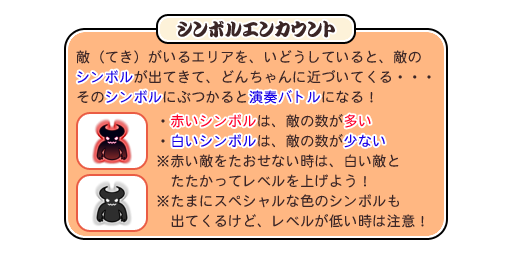 シンボルエンカウント
敵（てき）がいるエリアを、いどうしていると、敵の
シンボルが出てきて、どんちゃんに近づいてくる・・・
そのシンボルにぶつかると演奏バトルになる！
・赤いシンボルは、敵の数が多い
・白いシンボルは、敵の数が少ない
※赤い敵をたおせない時は、白い敵と
たたかってレベルを上げよう！
※たまにスペシャルな色のシンボルも
出てくるけど、レベルが低い時は注意！